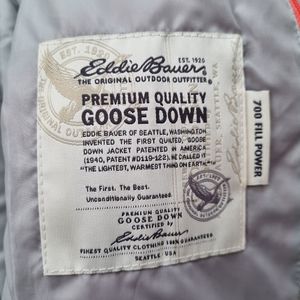 EST. 1920
Eddie Bauer
THE ORIGINAL OUTDOOR OUTFITTER
PREMIUM QUALITY
GOOSE DOWN
EDDIE BAUER OF SEATTLE, WASHINGTON
INVENTED THE FIRST QUILTED, GOOSE
DOWN JACKET PATENTED IN AMERICA
(1940, PATENT #D119-122). HE CALLED IT
"THE LIGHTEST, WARMEST THING ON EARTH."
The First. The Best.
Unconditionally Guaranteed
PREMIUM QUALITY
GOOSE DOWN
CERTIFIED by
Eddie Bauer
FINEST QUALITY CLOTHING 100% GUARANTEED
SEATTLE · USA
700 FILL POWER